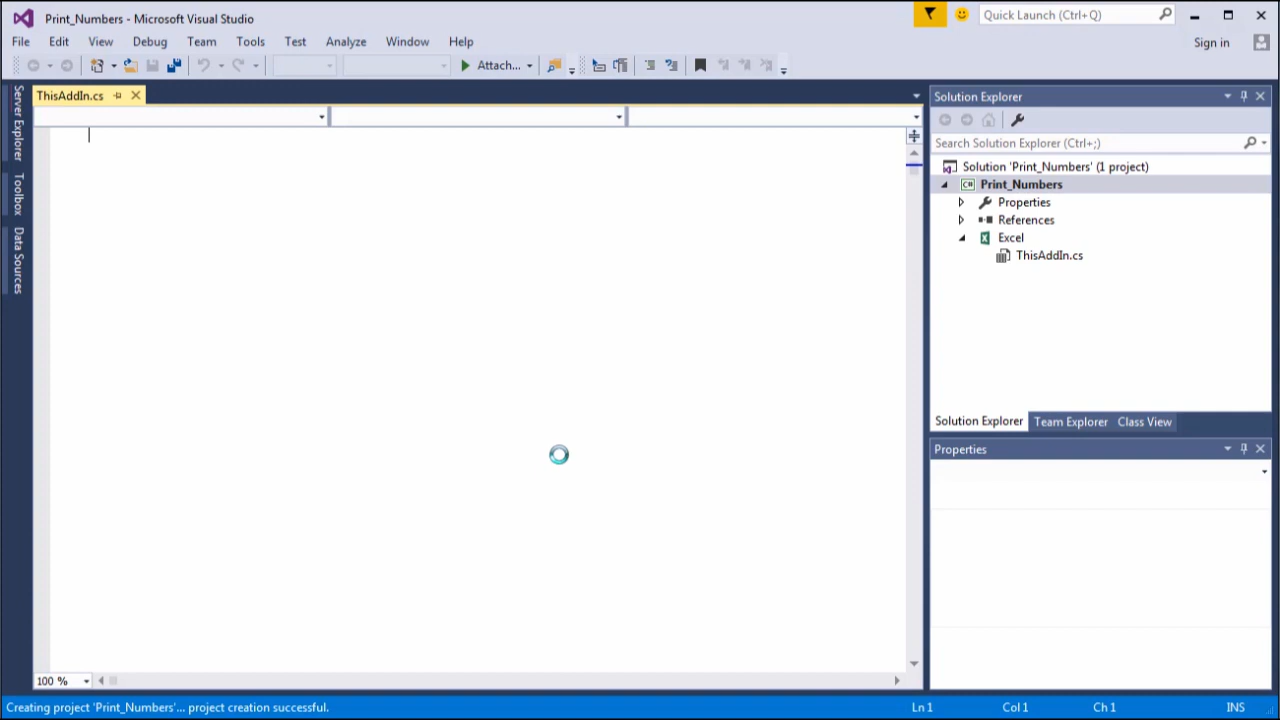 Print_Numbers - Microsoft Visual Studio
Quick Launch (Ctrl+Q)
File Edit View Debug Team Tools Test Analyze Window Help
Sign in
Attach...
ThisAddIn.cs
Server Explorer
Toolbox
Data Sources
Solution Explorer
Search Solution Explorer (Ctrl+;)
Solution 'Print_Numbers' (1 project)
C# Print_Numbers
Properties
References
Excel
ThisAddIn.cs
Solution Explorer Team Explorer Class View
Properties
100 %
Creating project 'Print_Numbers'... project creation successful.
Ln 1 Col 1 Ch 1 INS